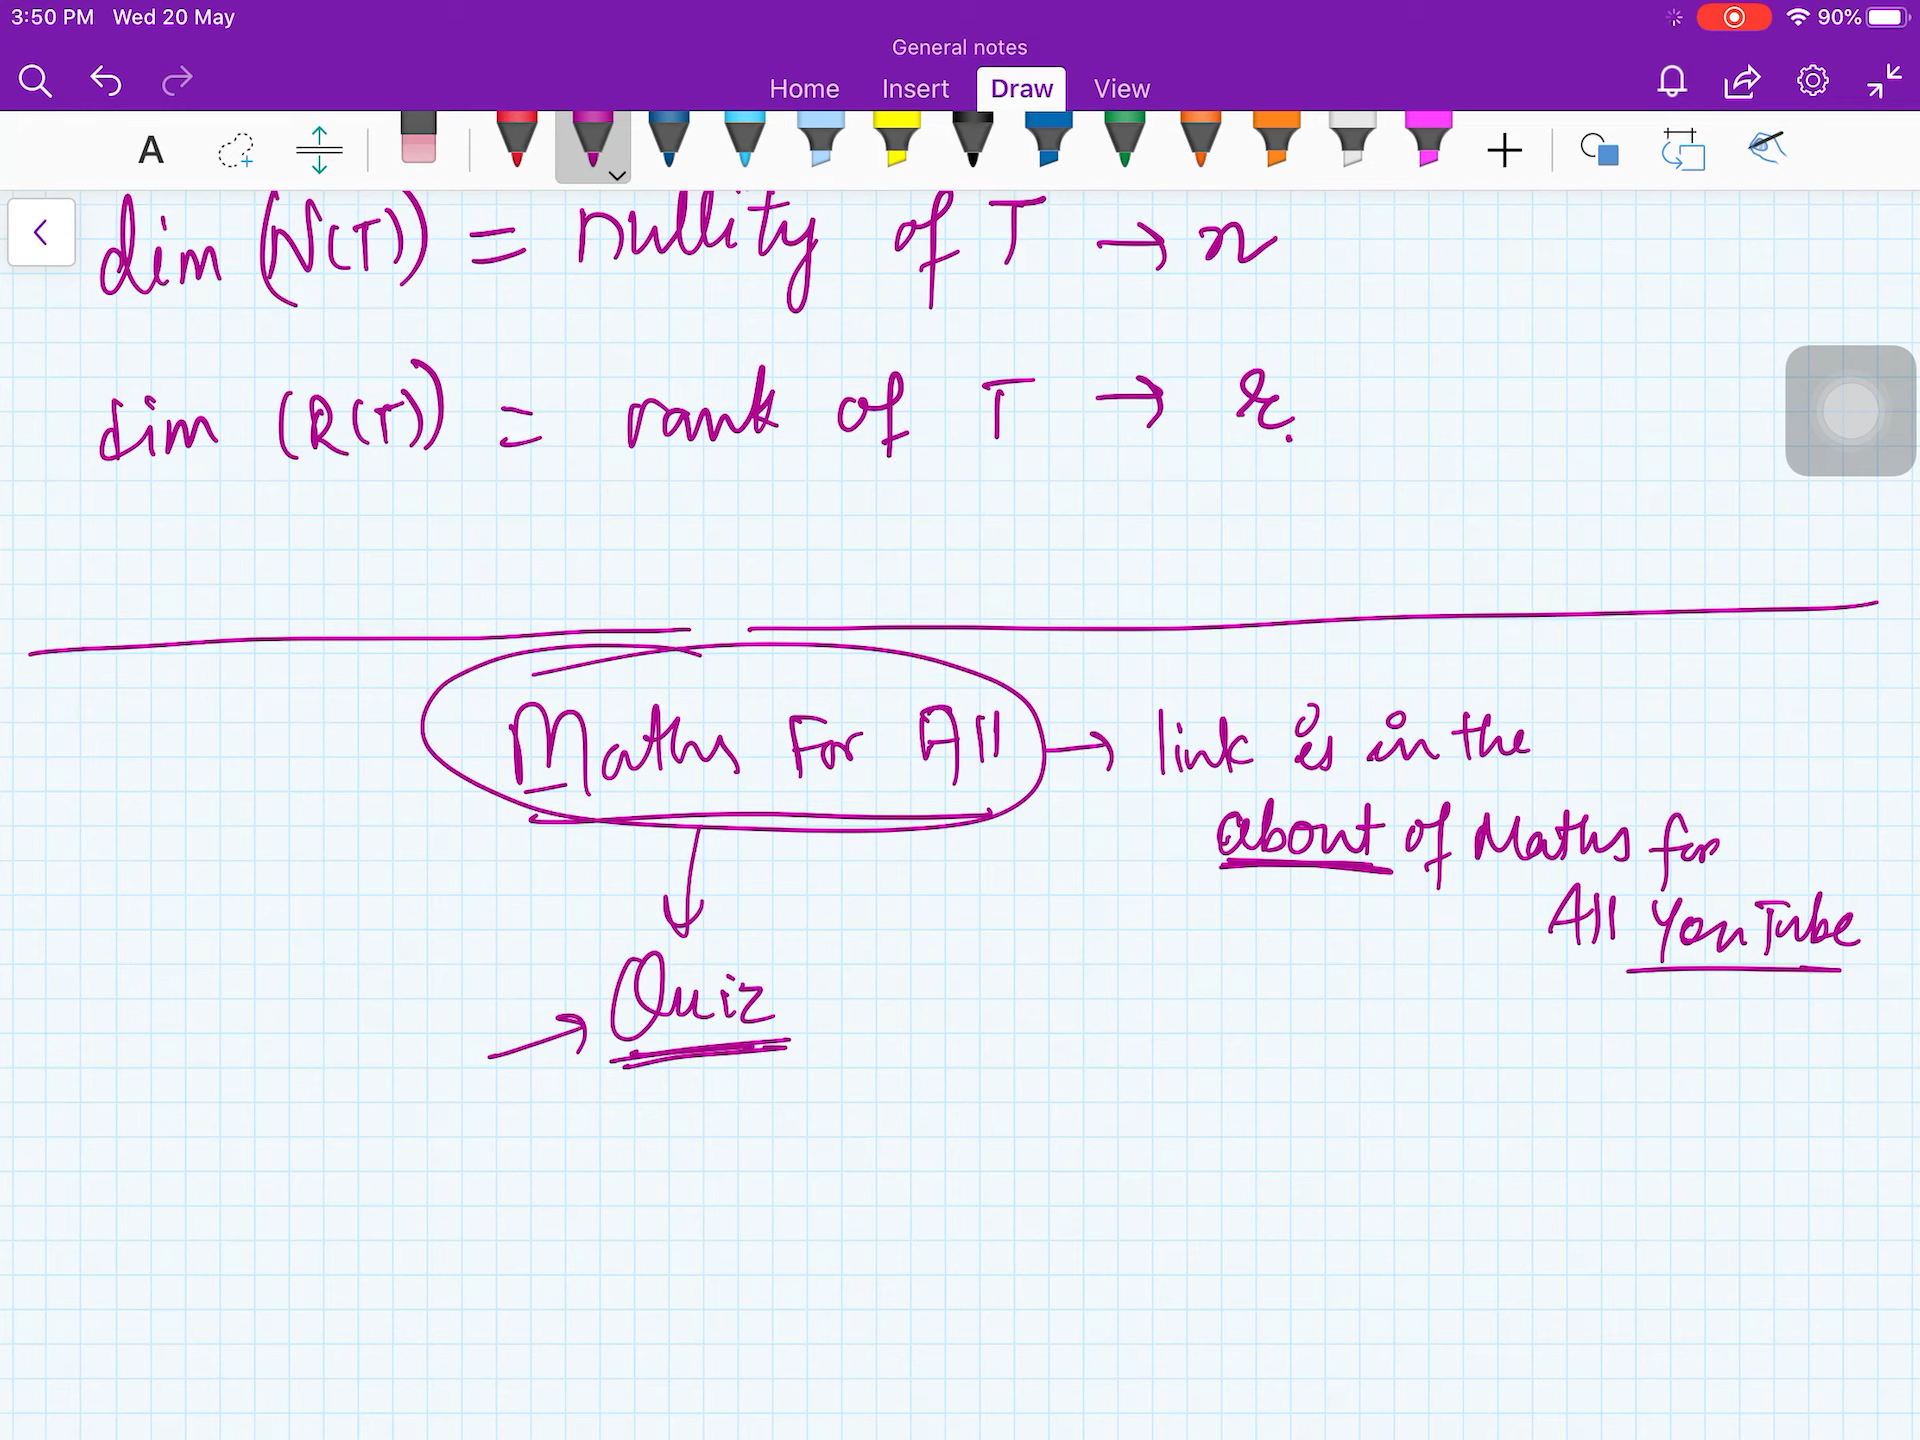 3:50 PM Wed 20 May
90%
General notes
Home Insert Draw View
A
dim (N(T)) = nullity of T → n
dim (R(T)) = rank of T → r.
Maths For All → link is in the
about of Maths for
All YouTube
→ Quiz